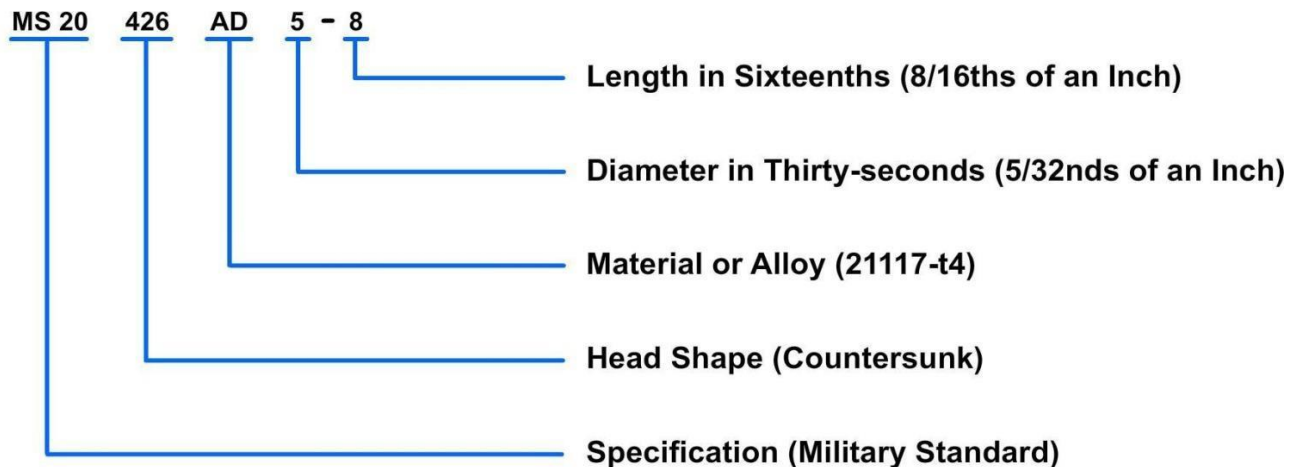 MS 20 426 AD 5 - 8
Length in Sixteenths (8/16ths of an Inch)
Diameter in Thirty-seconds (5/32nds of an Inch)
Material or Alloy (21117-t4)
Head Shape (Countersunk)
Specification (Military Standard)